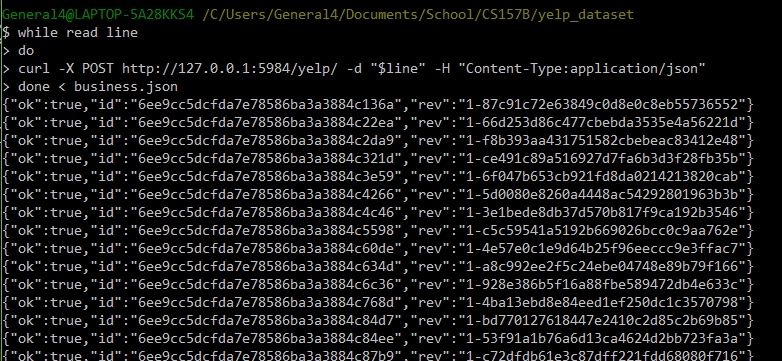 General4@LAPTOP-5A28KKS4 /C/Users/General4/Documents/School/CS157B/yelp_dataset
$ while read line
> do
> curl -X POST http://127.0.0.1:5984/yelp/ -d "$line" -H "Content-Type:application/json"
> done < business.json
{"ok":true,"id":"6ee9cc5dcfda7e78586ba3a3884c136a","rev":"1-87c91c72e63849c0d8e0c8eb55736552"}
{"ok":true,"id":"6ee9cc5dcfda7e78586ba3a3884c22ea","rev":"1-66d253d86c477cbebda3535e4a56221d"}
{"ok":true,"id":"6ee9cc5dcfda7e78586ba3a3884c2da9","rev":"1-f8b393aa431751582cbebeac83412e48"}
{"ok":true,"id":"6ee9cc5dcfda7e78586ba3a3884c321d","rev":"1-ce491c89a516927d7fa6b3d3f28fb35b"}
{"ok":true,"id":"6ee9cc5dcfda7e78586ba3a3884c3e59","rev":"1-6f047b653cb921fd8da0214213820cab"}
{"ok":true,"id":"6ee9cc5dcfda7e78586ba3a3884c4266","rev":"1-5d0080e8260a4448ac54292801963b3b"}
{"ok":true,"id":"6ee9cc5dcfda7e78586ba3a3884c4c46","rev":"1-3e1bede8db37d570b817f9ca192b3546"}
{"ok":true,"id":"6ee9cc5dcfda7e78586ba3a3884c5598","rev":"1-c5c59541a5192b669026bcc0c9aa762e"}
{"ok":true,"id":"6ee9cc5dcfda7e78586ba3a3884c60de","rev":"1-4e57e0c1e9d64b25f96eeccc9e3ffac7"}
{"ok":true,"id":"6ee9cc5dcfda7e78586ba3a3884c634d","rev":"1-a8c992ee2f5c24ebe04748e89b79f166"}
{"ok":true,"id":"6ee9cc5dcfda7e78586ba3a3884c6c36","rev":"1-928e386b5f16a88fbe589472db4e633c"}
{"ok":true,"id":"6ee9cc5dcfda7e78586ba3a3884c768d","rev":"1-4ba13ebd8e84eed1ef250dc1c3570798"}
{"ok":true,"id":"6ee9cc5dcfda7e78586ba3a3884c84d7","rev":"1-bd770127618447e2410c2d85c2b69b85"}
{"ok":true,"id":"6ee9cc5dcfda7e78586ba3a3884c84ee","rev":"1-53f91a1b76a6d13ca4624d2bb723fa3a"}
{"ok":true,"id":"6ee9cc5dcfda7e78586ba3a3884c87b9","rev":"1-c72dfdb61e3c87dff221fdd68080f716"}